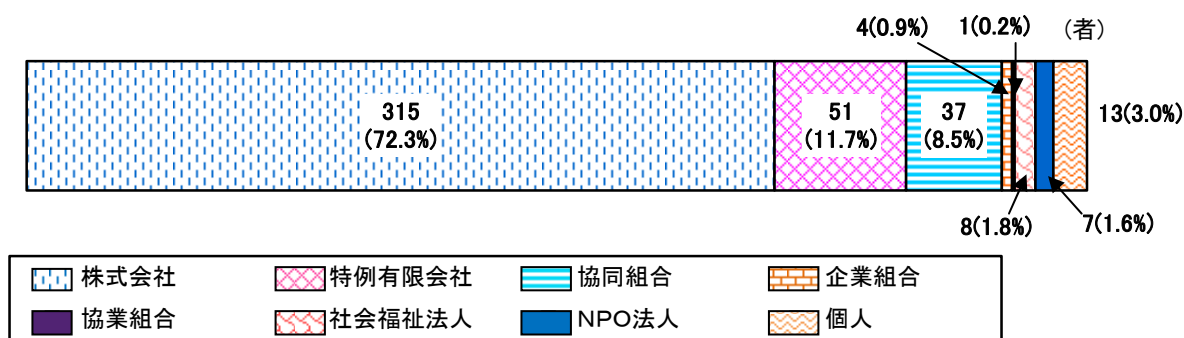 4(0.9%) 1(0.2%) (者)
315 51 37 13(3.0%)
(72.3%) (11.7%) (8.5%)
8(1.8%) 7(1.6%)
株式会社 特例有限会社 協同組合 企業組合
協業組合 社会福祉法人 NPO法人 個人